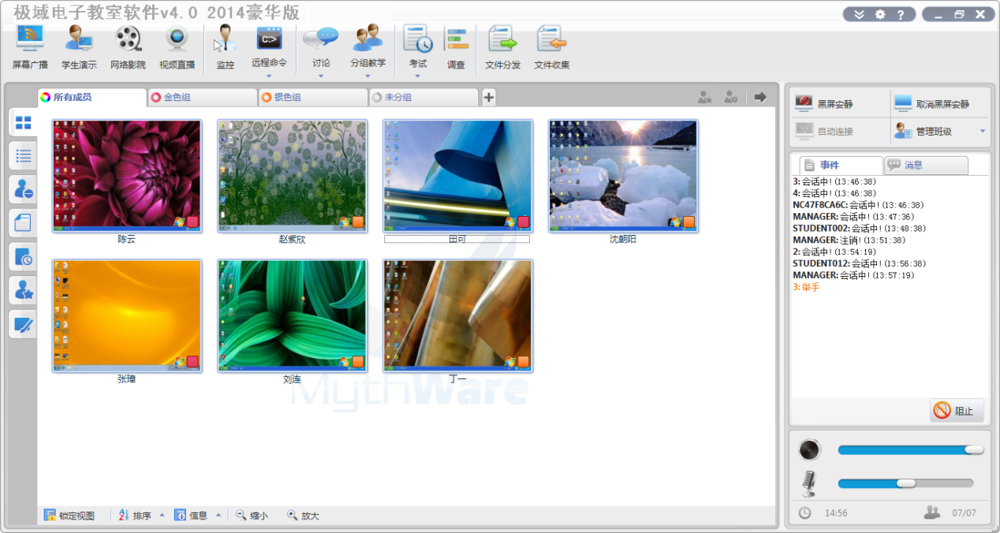 极域电子教室软件v4.0 2014豪华版
屏幕广播 学生演示 网络影院 视频直播 监控 远程命令 讨论 分组教学 考试 调查 文件分发 文件收集
所有成员 金色组 银色组 未分组
陈云 赵紫欣 田可 沈朝阳
张璋 刘连 丁一
MythWare
锁定视图 排序 信息 缩小 放大
黑屏安静 取消黑屏安静
自动连接 管理班级
事件 消息
3: 会话中! (13:46:38)
4: 会话中! (13:46:38)
NC47F8CA6C: 会话中! (13:46:38)
MANAGER: 会话中! (13:47:36)
STUDENT002: 会话中! (13:48:38)
MANAGER: 注销! (13:51:38)
2: 会话中! (13:54:19)
STUDENT012: 会话中! (13:56:38)
MANAGER: 会话中! (13:57:19)
3: 举手
阻止
14:56 07/07